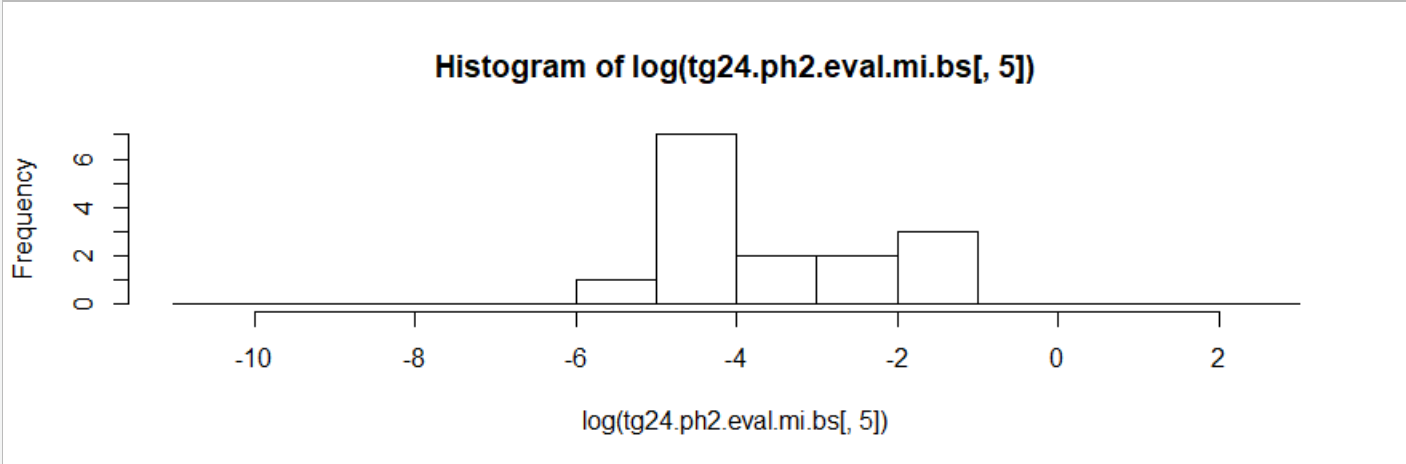 Histogram of log(tg24.ph2.eval.mi.bs[, 5])
Frequency
6
4
2
0
-10 -8 -6 -4 -2 0 2
log(tg24.ph2.eval.mi.bs[, 5])